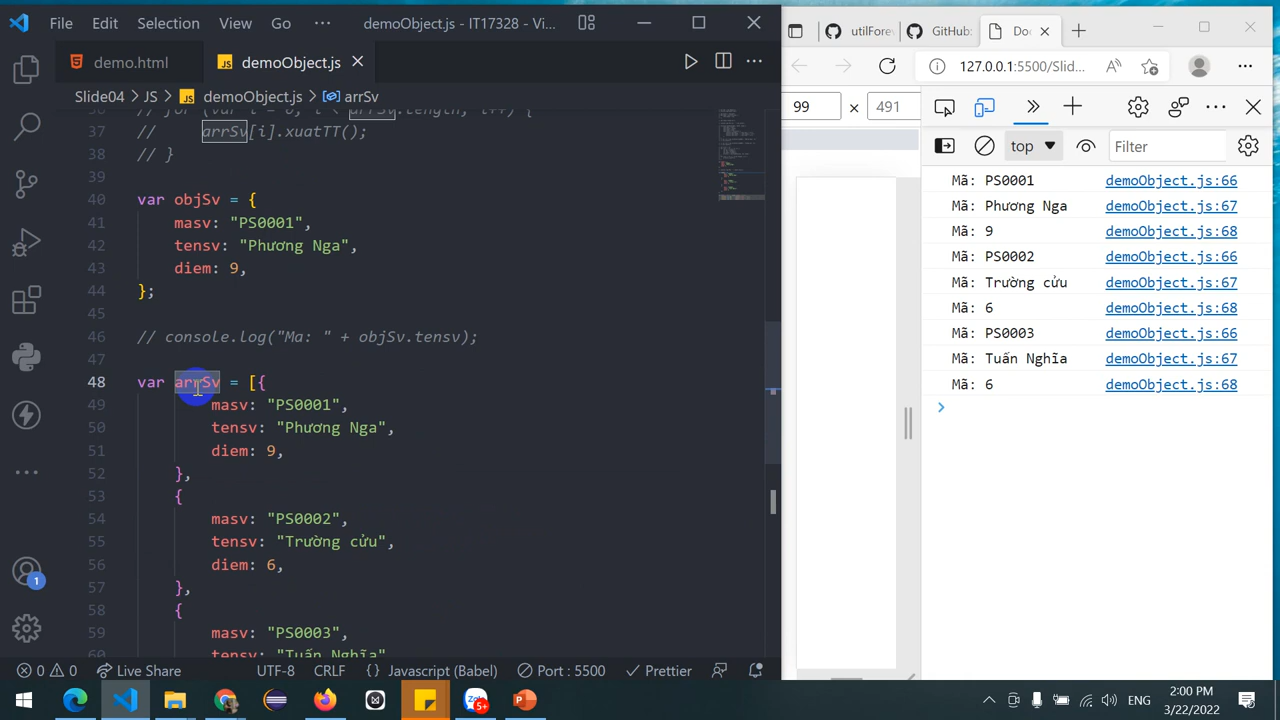 File Edit Selection View Go ··· demoObject.js - IT17328 - Vi...
demo.html
demoObject.js
Slide04 > JS > demoObject.js > arrSv
37 // arrSv[i].xuatTT();
38 // }
39
40 var objSv = {
41 masv: "PS0001",
42 tensv: "Phương Nga",
43 diem: 9,
44 };
45
46 // console.log("Ma: " + objSv.tensv);
47
48 var arrSv = [{
49 masv: "PS0001",
50 tensv: "Phương Nga",
51 diem: 9,
52 },
53 {
54 masv: "PS0002",
55 tensv: "Trường cửu",
56 diem: 6,
57 },
58 {
59 masv: "PS0003",
60 tensv: "Tuấn Nghĩa"
1
0 0 Live Share UTF-8 CRLF {} Javascript (Babel) Port : 5500 Prettier
utilFore
GitHub:
Doc
127.0.0.1:5500/Slid...
99 × 491
top Filter
Mã: PS0001 demoObject.js:66
Mã: Phương Nga demoObject.js:67
Mã: 9 demoObject.js:68
Mã: PS0002 demoObject.js:66
Mã: Trường cửu demoObject.js:67
Mã: 6 demoObject.js:68
Mã: PS0003 demoObject.js:66
Mã: Tuấn Nghĩa demoObject.js:67
Mã: 6 demoObject.js:68
5+
ENG
2:00 PM
3/22/2022